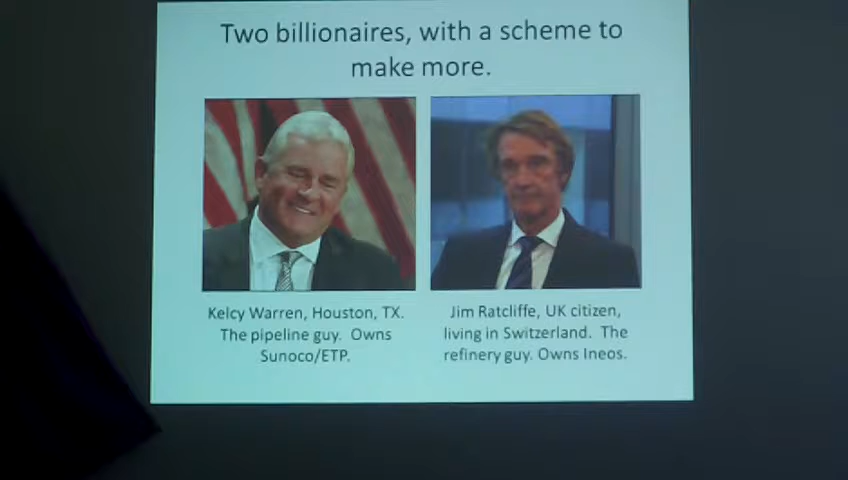 Two billionaires, with a scheme to
make more.
Kelcy Warren, Houston, TX.
The pipeline guy.  Owns
Sunoco/ETP.
Jim Ratcliffe, UK citizen,
living in Switzerland.  The
refinery guy. Owns Ineos.